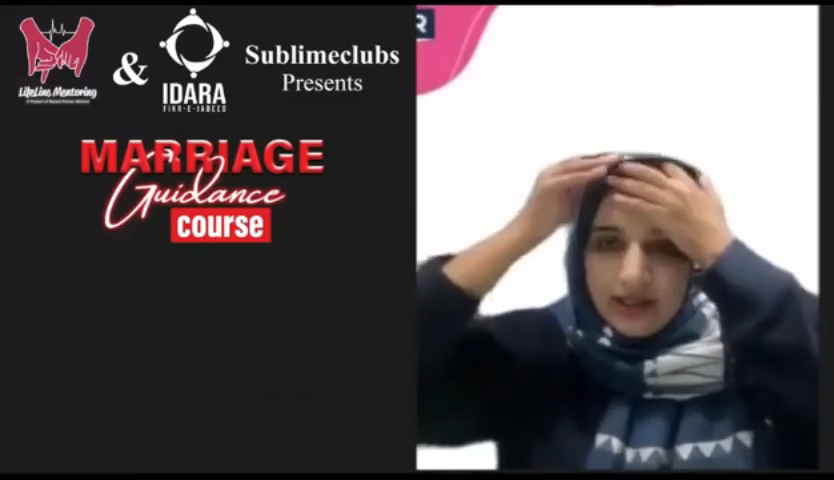 LifeLine Mentoring
&
IDARA
FIKR-E-JADEED
Sublimeclubs
Presents
MARRIAGE
Guidance
course
R